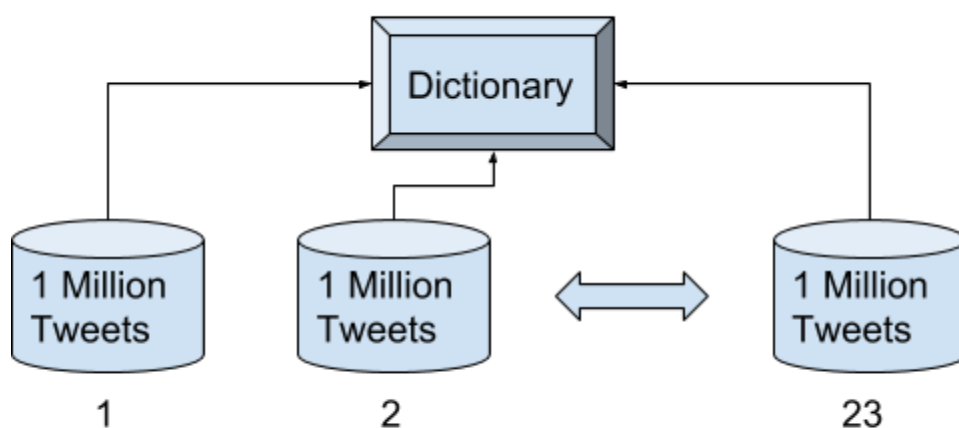 Dictionary
1 Million
Tweets
1 Million
Tweets
1 Million
Tweets
1
2
23